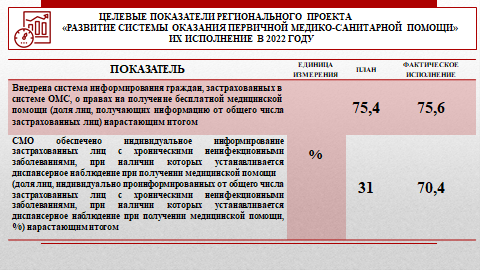 ЦЕЛЕВЫЕ ПОКАЗАТЕЛИ РЕГИОНАЛЬНОГО ПРОЕКТА
«РАЗВИТИЕ СИСТЕМЫ ОКАЗАНИЯ ПЕРВИЧНОЙ МЕДИКО-САНИТАРНОЙ ПОМОЩИ»
ИХ ИСПОЛНЕНИЕ В 2022 ГОДУ
ПОКАЗАТЕЛЬ
ЕДИНИЦА
ИЗМЕРЕНИЯ
ПЛАН
ФАКТИЧЕСКОЕ
ИСПОЛНЕНИЕ
Внедрена система информирования граждан, застрахованных в
системе ОМС, о правах на получение бесплатной медицинской
помощи (доля лиц, получающих информацию от общего числа
застрахованных лиц) нарастающим итогом
75,4
75,6
СМО обеспечено индивидуальное информирование
застрахованных лиц с хроническими неинфекционными
заболеваниями, при наличии которых устанавливается
диспансерное наблюдение при получении медицинской помощи
(доля лиц, индивидуально проинформированных от общего числа
застрахованных лиц с хроническими неинфекционными
заболеваниями, при наличии которых устанавливается
диспансерное наблюдение при получении медицинской помощи,
%) нарастающим итогом
%
31
70,4